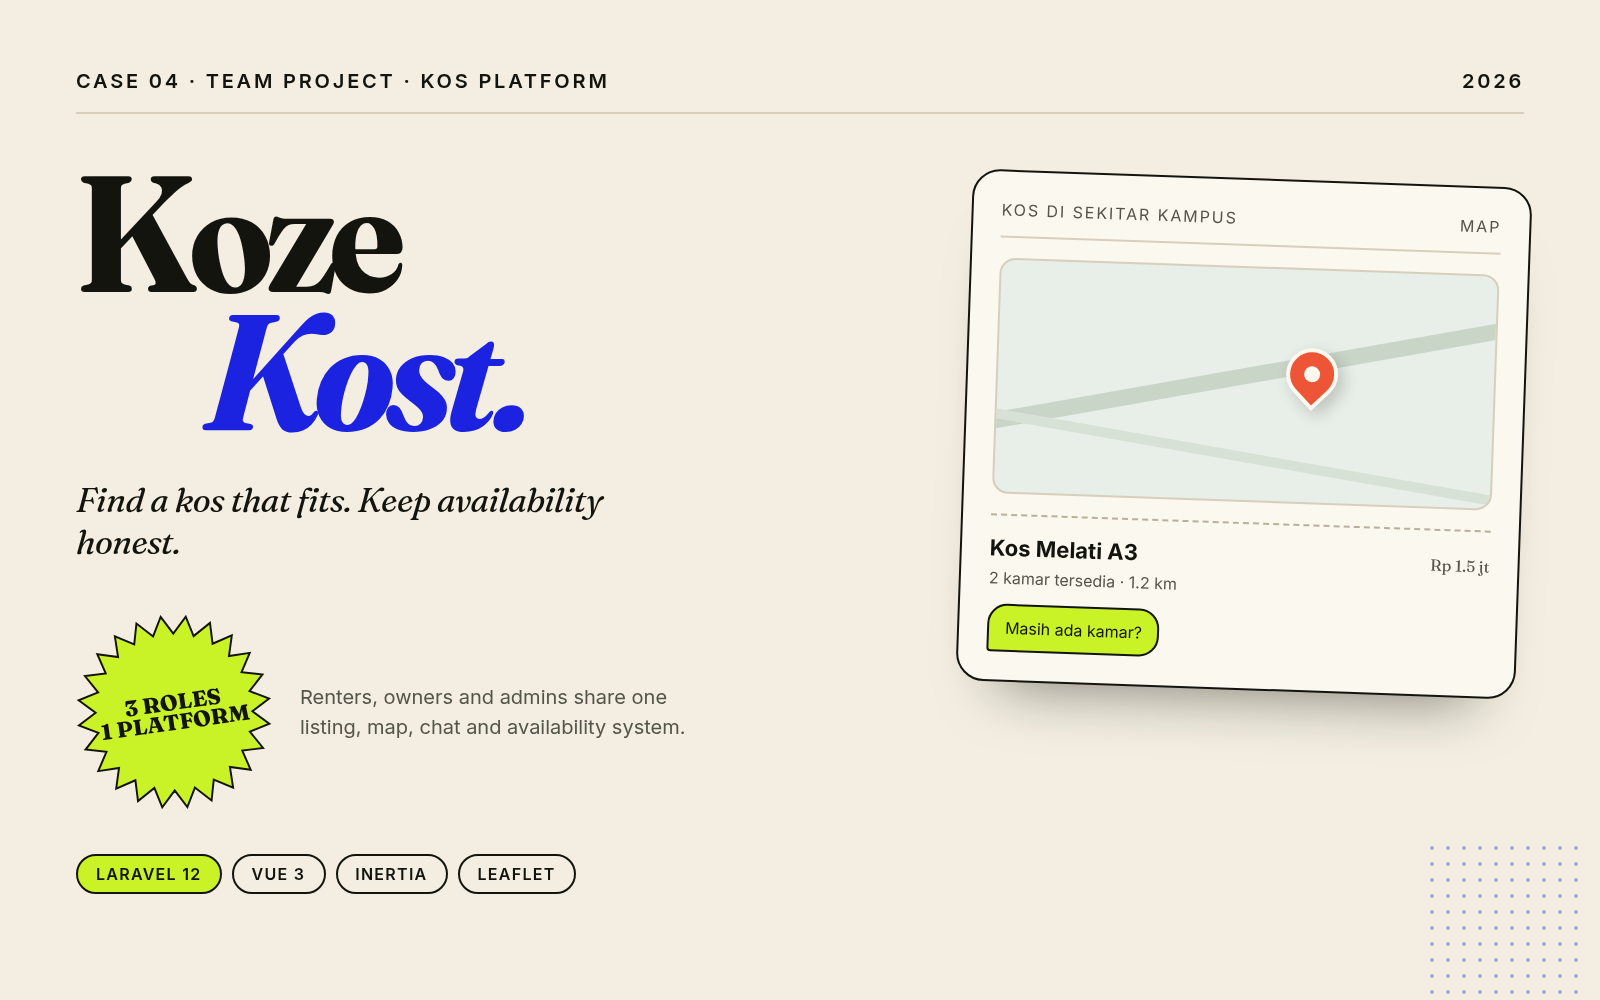 CASE 04 · TEAM PROJECT · KOS PLATFORM
2026
Koze
Kost.
Find a kos that fits. Keep availability
honest.
3 ROLES
1 PLATFORM
Renters, owners and admins share one
listing, map, chat and availability system.
LARAVEL 12
VUE 3
INERTIA
LEAFLET
KOS DI SEKITAR KAMPUS
MAP
Kos Melati A3
2 kamar tersedia · 1.2 km
Rp 1.5 jt
Masih ada kamar?